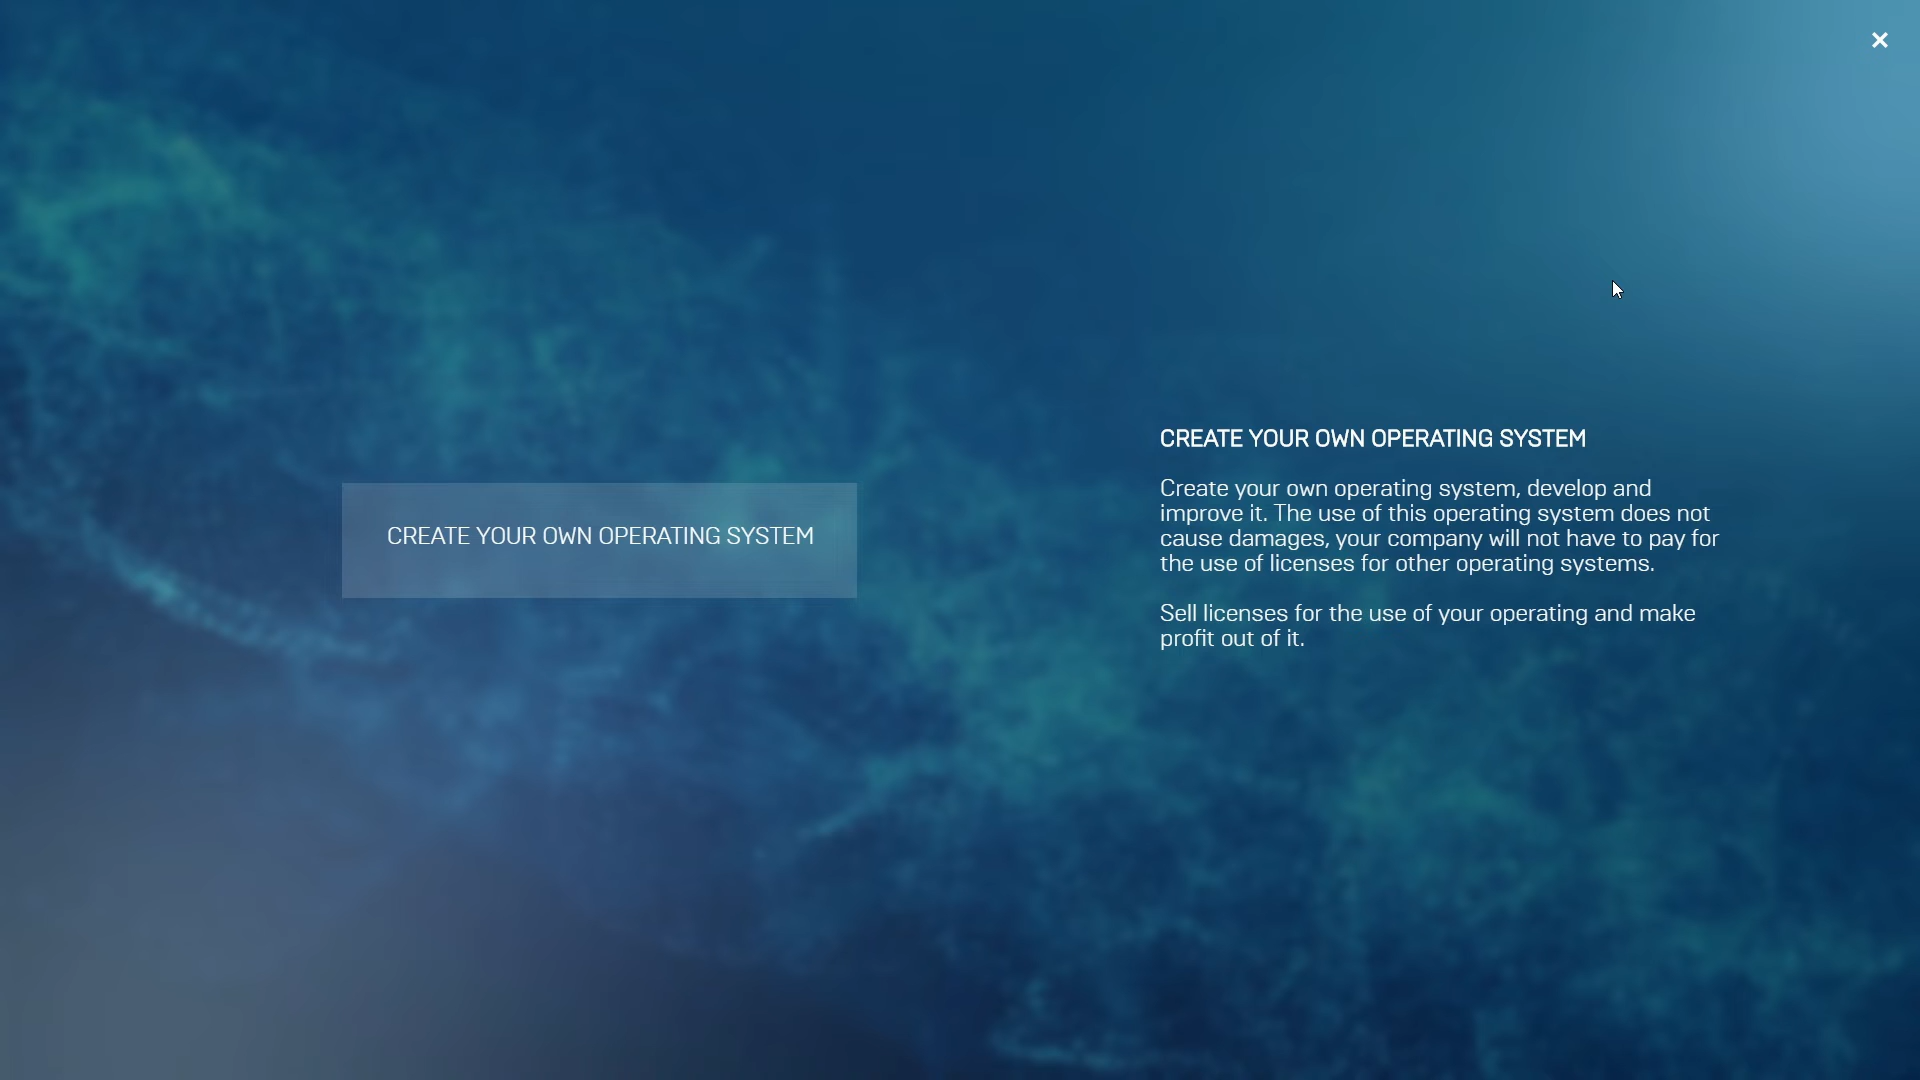 CREATE YOUR OWN OPERATING SYSTEM
CREATE YOUR OWN OPERATING SYSTEM
Create your own operating system, develop and
improve it. The use of this operating system does not
cause damages, your company will not have to pay for
the use of licenses for other operating systems.
Sell licenses for the use of your operating and make
profit out of it.